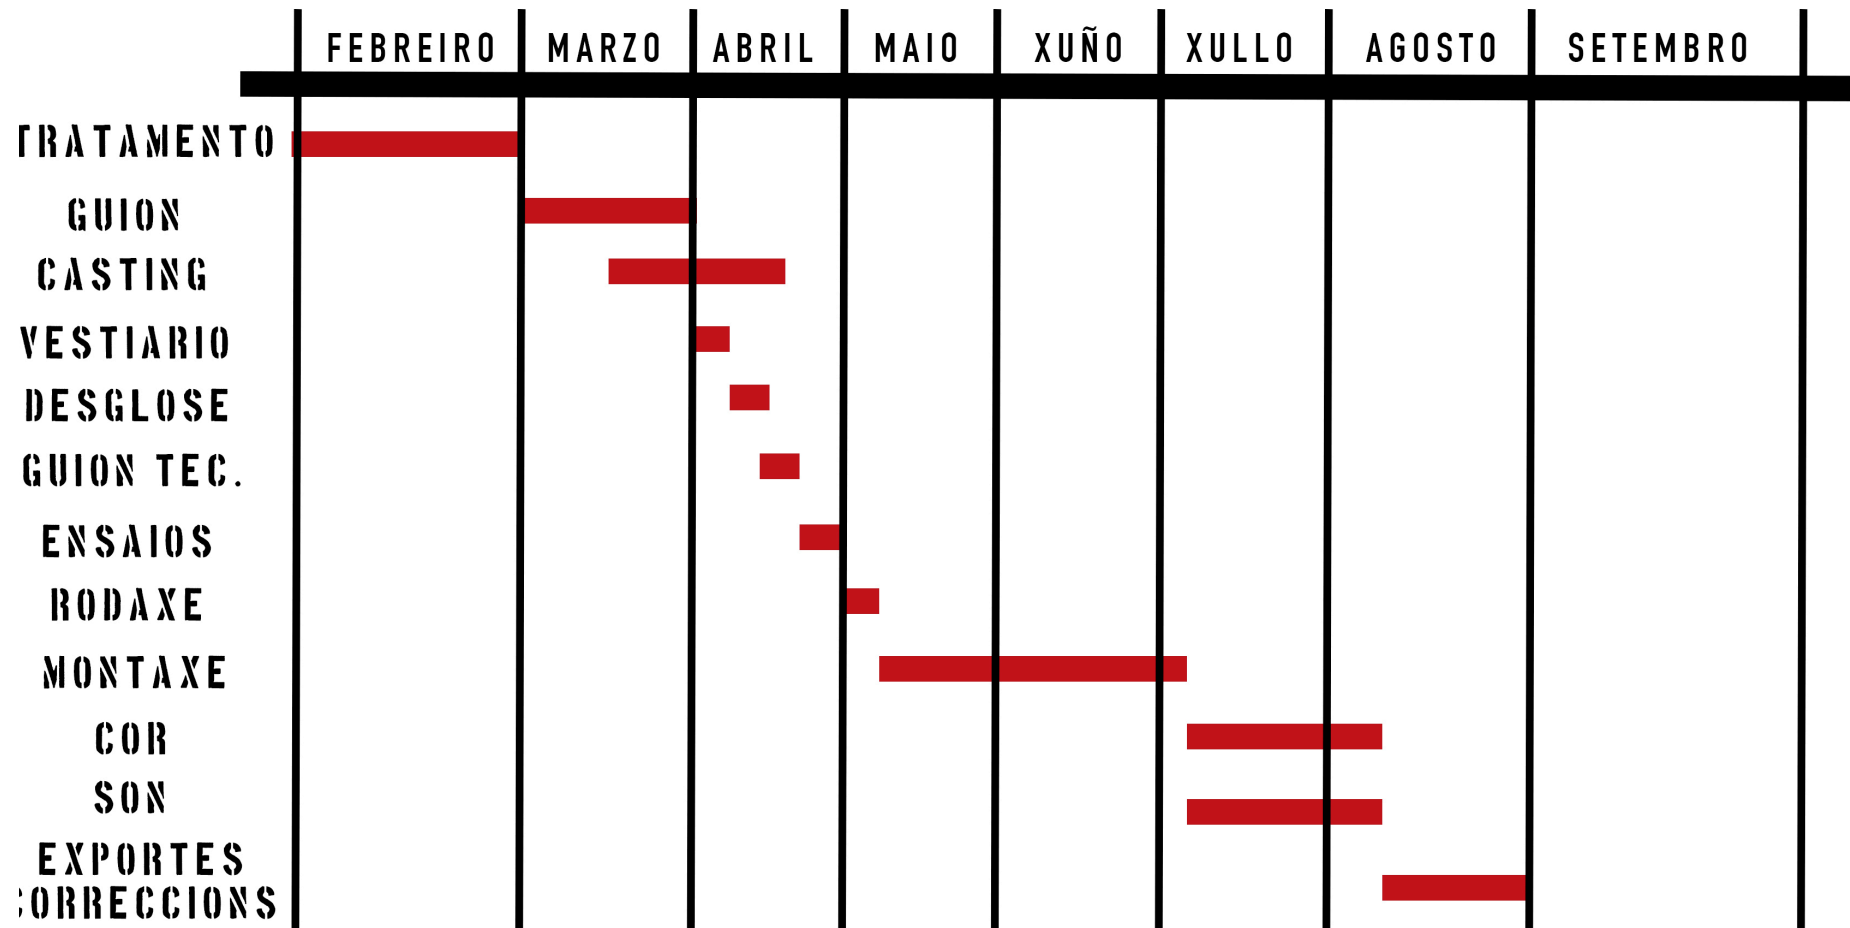 FEBREIRO MARZO ABRIL MAIO XUÑO XULLO AGOSTO SETEMBRO
TRATAMENTO
GUION
CASTING
VESTIARIO
DESGLOSE
GUION TEC.
ENSAIOS
RODAXE
MONTAXE
COR
SON
EXPORTES
CORRECCIONS